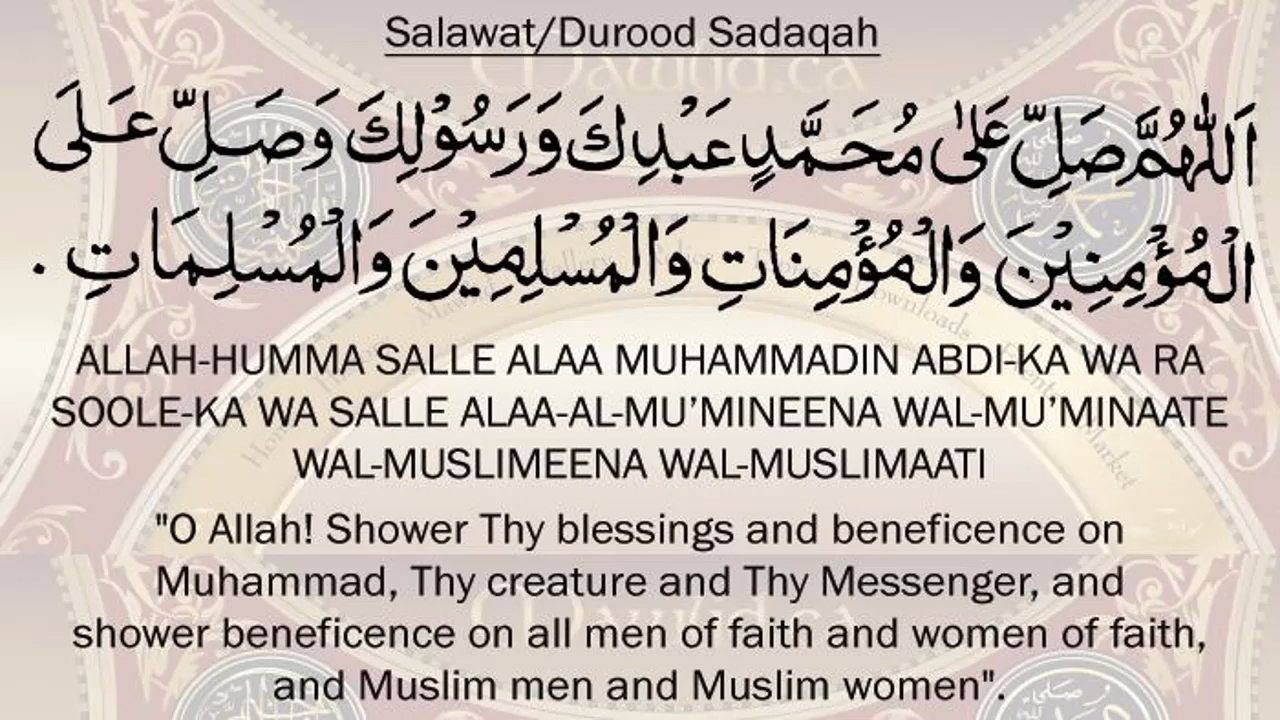 Salawat/Durood Sadaqah
اَللّٰهُمَّ صَلِّ عَلٰى مُحَمَّدٍ عَبْدِكَ وَرَسُوْلِكَ وَصَلِّ عَلَى
الْمُؤْمِنِيْنَ وَالْمُؤْمِنَاتِ وَالْمُسْلِمِيْنَ وَالْمُسْلِمَاتِ .
ALLAH-HUMMA SALLE ALAA MUHAMMADIN ABDI-KA WA RA
SOOLE-KA WA SALLE ALAA-AL-MU’MINEENA WAL-MU’MINAATE
WAL-MUSLIMEENA WAL-MUSLIMAATI
"O Allah! Shower Thy blessings and beneficence on
Muhammad, Thy creature and Thy Messenger, and
shower beneficence on all men of faith and women of faith,
and Muslim men and Muslim women".